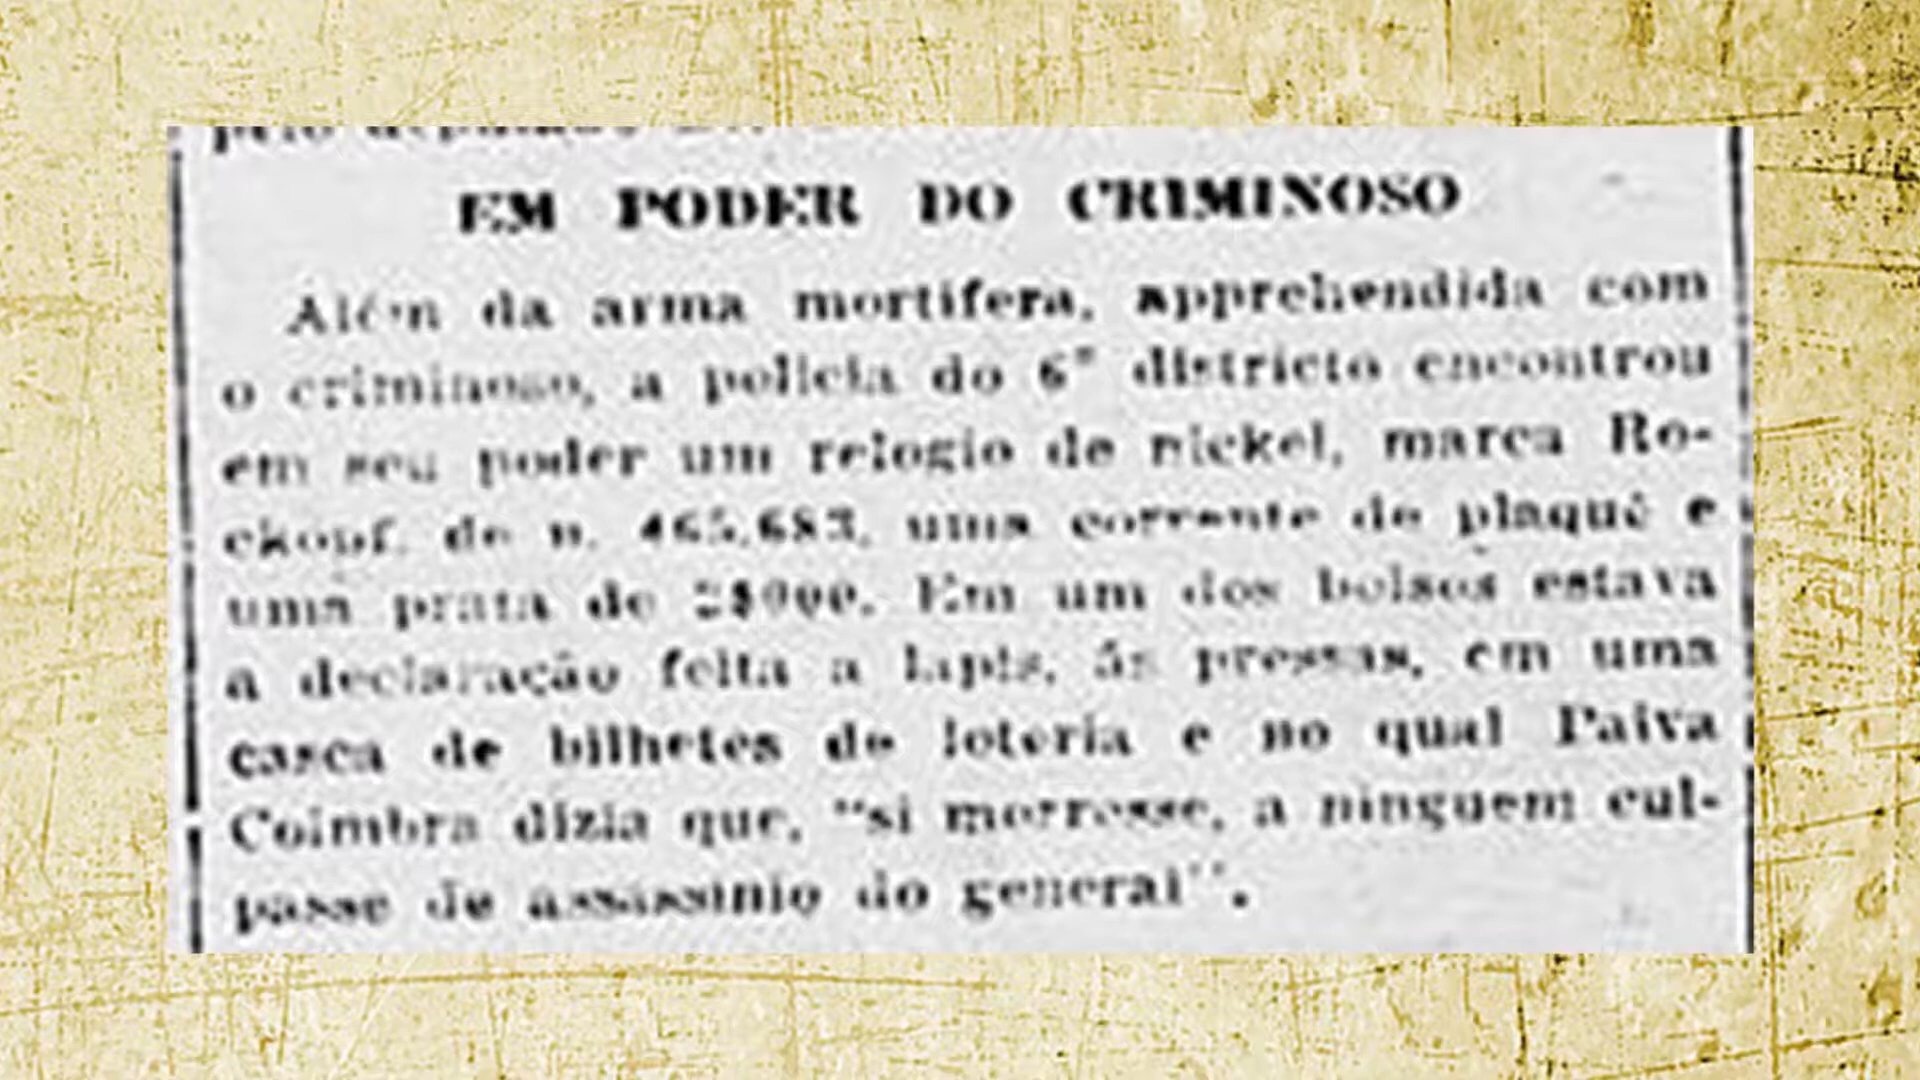 EM PODER DO CRIMINOSO
Além da arma mortifera, apprehendida com
o criminoso, a policia do 6º districto encontrou
em seu poder um relogio de nickel, marca Ro-
ckopf, de n. 465.683, uma corrente de plaquê e
uma prata de 2$000. Em um dos bolsos estava
a declaração feita a lapis, ás pressas, em uma
casca de bilhetes de loteria e no qual Paiva
Coimbra dizia que, "si morresse, a ninguem cul-
passe de assassinio do general".